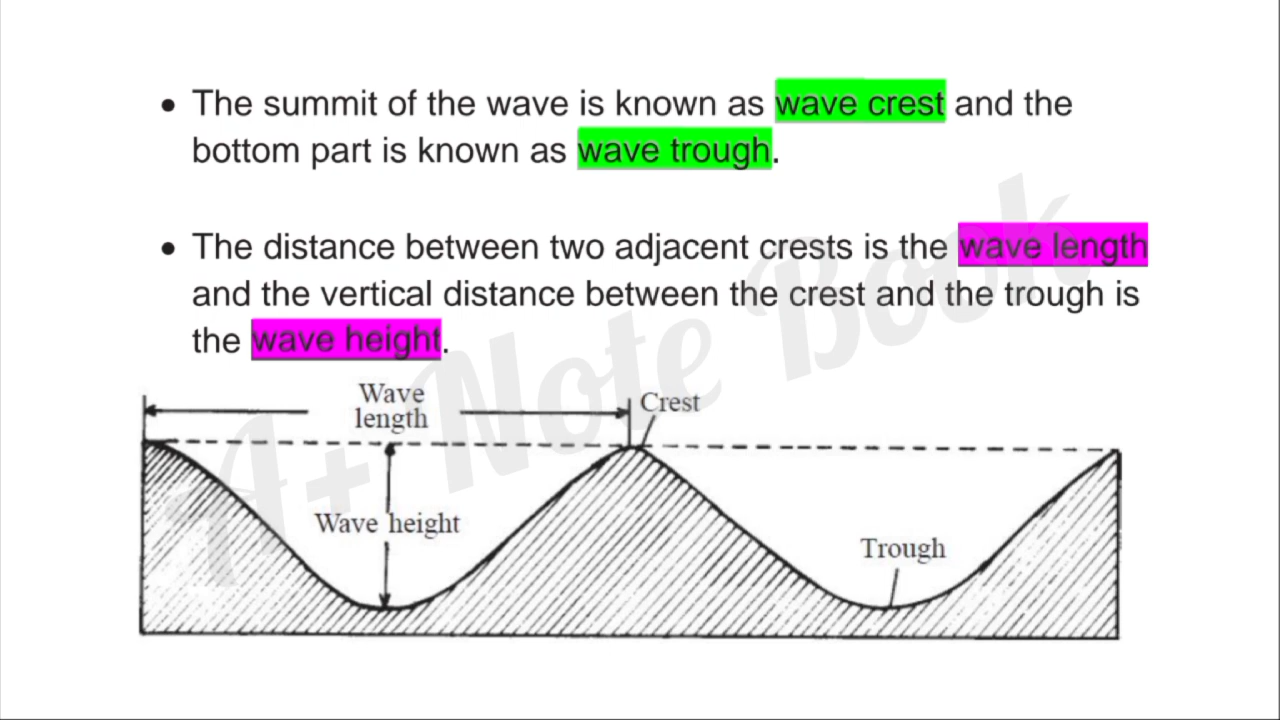 • The summit of the wave is known as wave crest and the
bottom part is known as wave trough.
• The distance between two adjacent crests is the wave length
and the vertical distance between the crest and the trough is
the wave height.
Wave
length
Crest
Wave height
Trough
A+ Note Book